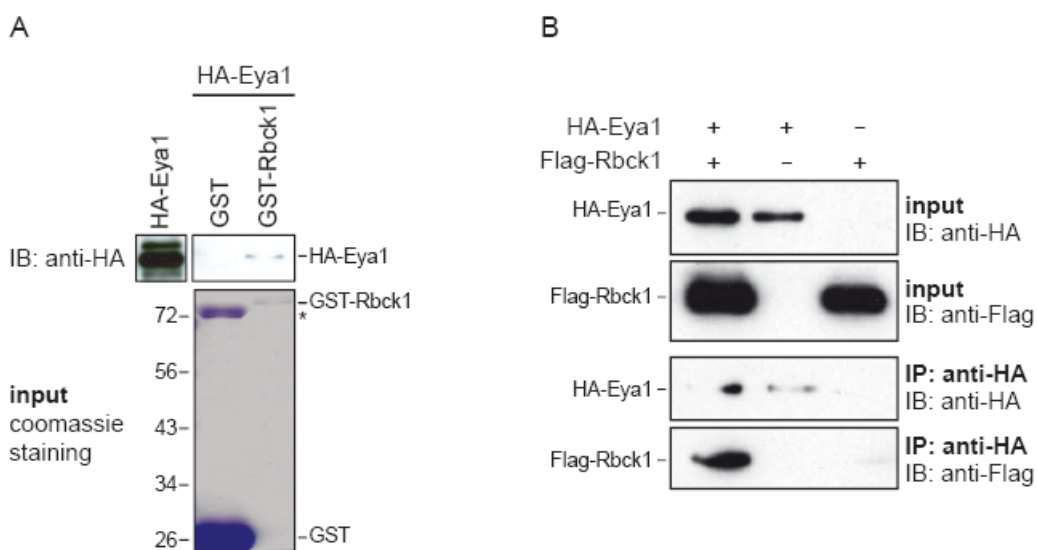 A
HA-Eya1
HA-Eya1
GST
GST-Rbck1
IB: anti-HA
-HA-Eya1
-GST-Rbck1
*
72-
56-
input
coomassie
staining
43-
34-
26-
-GST
B
HA-Eya1 + + -
Flag-Rbck1 + - +
HA-Eya1 -
input
IB: anti-HA
Flag-Rbck1 -
input
IB: anti-Flag
HA-Eya1 -
IP: anti-HA
IB: anti-HA
Flag-Rbck1 -
IP: anti-HA
IB: anti-Flag